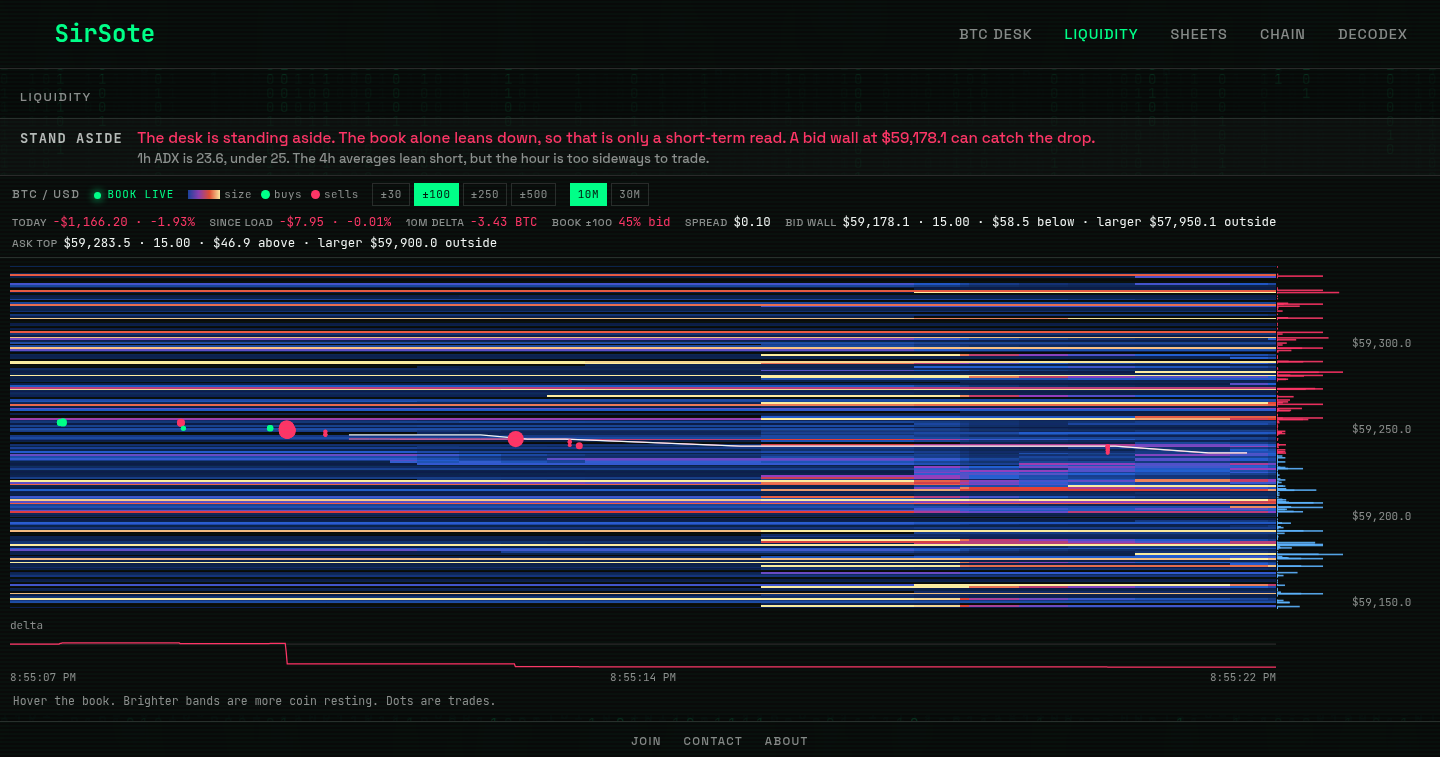 SirSote
BTC DESK LIQUIDITY SHEETS CHAIN DECODEX
LIQUIDITY
STAND ASIDE The desk is standing aside. The book alone leans down, so that is only a short-term read. A bid wall at $59,178.1 can catch the drop.
1h ADX is 23.6, under 25. The 4h averages lean short, but the hour is too sideways to trade.
BTC / USD BOOK LIVE size buys sells ±30 ±100 ±250 ±500 10M 30M
TODAY -$1,166.20 · -1.93% SINCE LOAD -$7.95 · -0.01% 10M DELTA -3.43 BTC BOOK ±100 45% bid SPREAD $0.10 BID WALL $59,178.1 · 15.00 · $58.5 below · larger $57,950.1 outside
ASK TOP $59,283.5 · 15.00 · $46.9 above · larger $59,900.0 outside
$59,300.0
$59,250.0
$59,200.0
$59,150.0
delta
8:55:07 PM 8:55:14 PM 8:55:22 PM
Hover the book. Brighter bands are more coin resting. Dots are trades.
JOIN CONTACT ABOUT